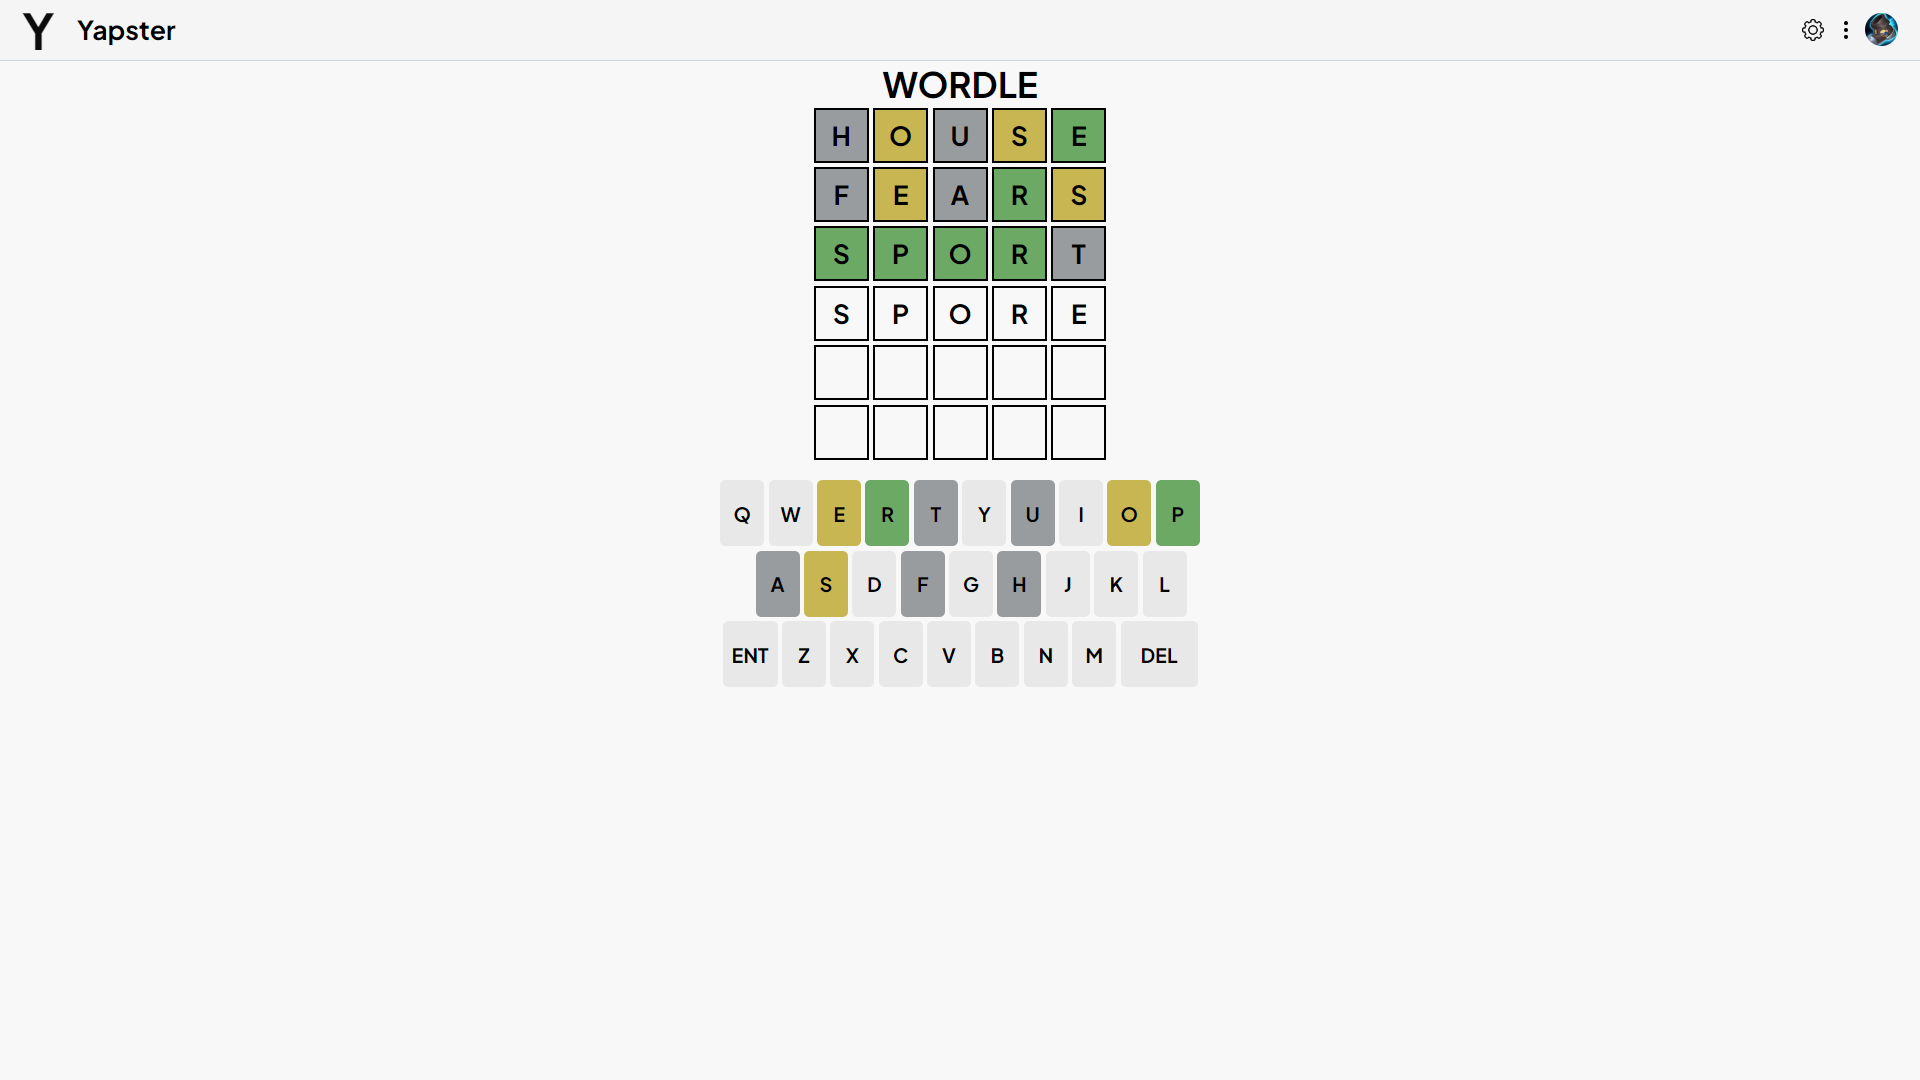 Y Yapster
WORDLE
H O U S E
F E A R S
S P O R T
S P O R E
Q W E R T Y U I O P
A S D F G H J K L
ENT Z X C V B N M DEL